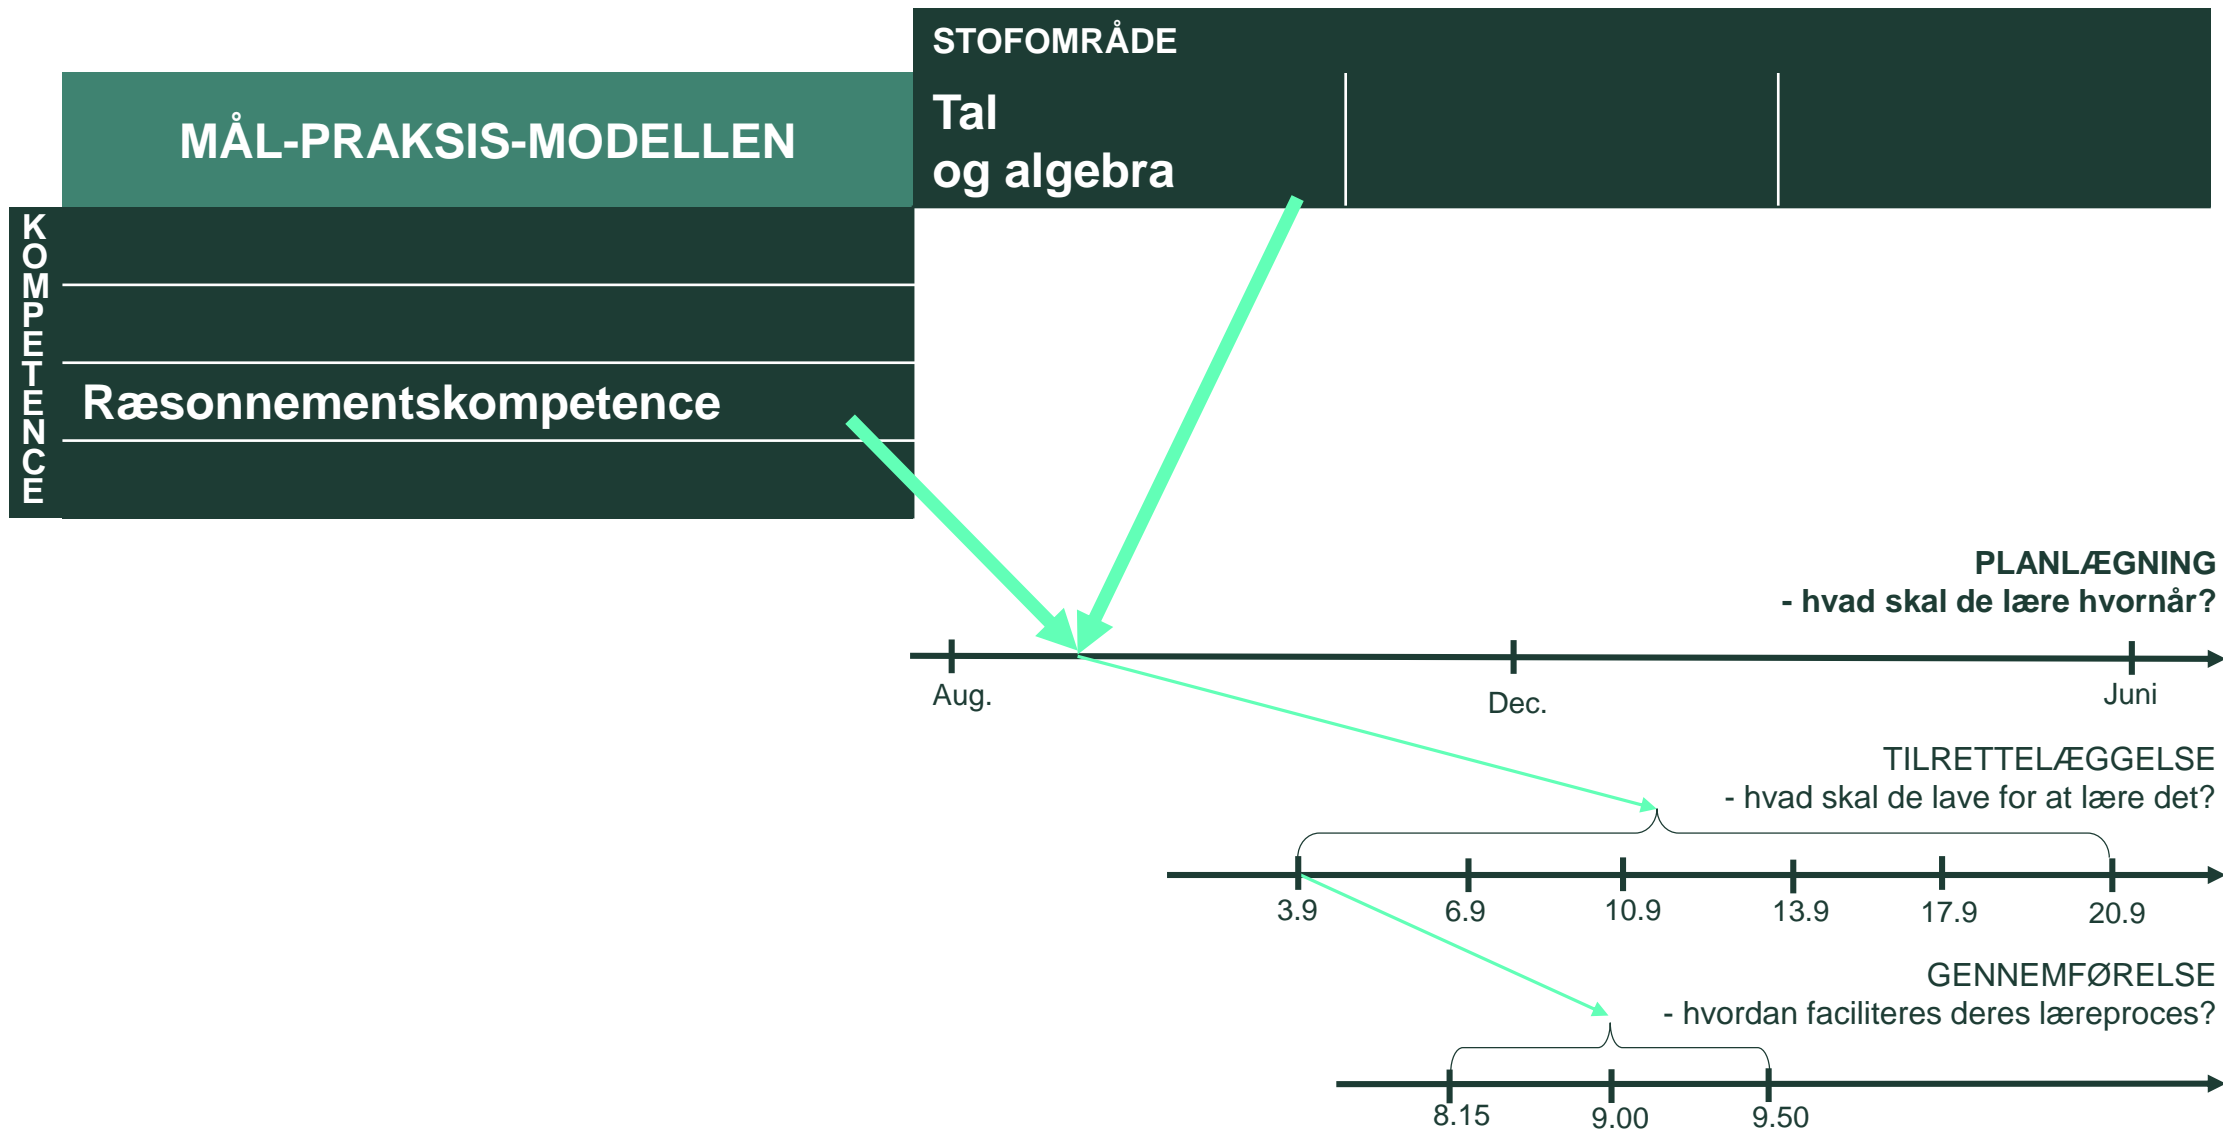 STOFOMRÅDE
MÅL-PRAKSIS-MODELLEN
Tal
og algebra
KOMPETENCE
Ræsonnementskompetence
PLANLÆGNING
- hvad skal de lære hvornår?
Aug.
Dec.
Juni
TILRETTELÆGGELSE
- hvad skal de lave for at lære det?
3.9
6.9
10.9
13.9
17.9
20.9
GENNEMFØRELSE
- hvordan faciliteres deres læreproces?
8.15
9.00
9.50